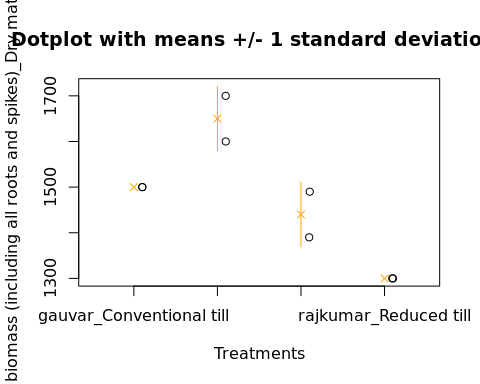 Dotplot with means +/- 1 standard deviatio
biomass (including all roots and spikes)_Dry mat
1700
1500
1300
gauvar_Conventional till
rajkumar_Reduced till
Treatments